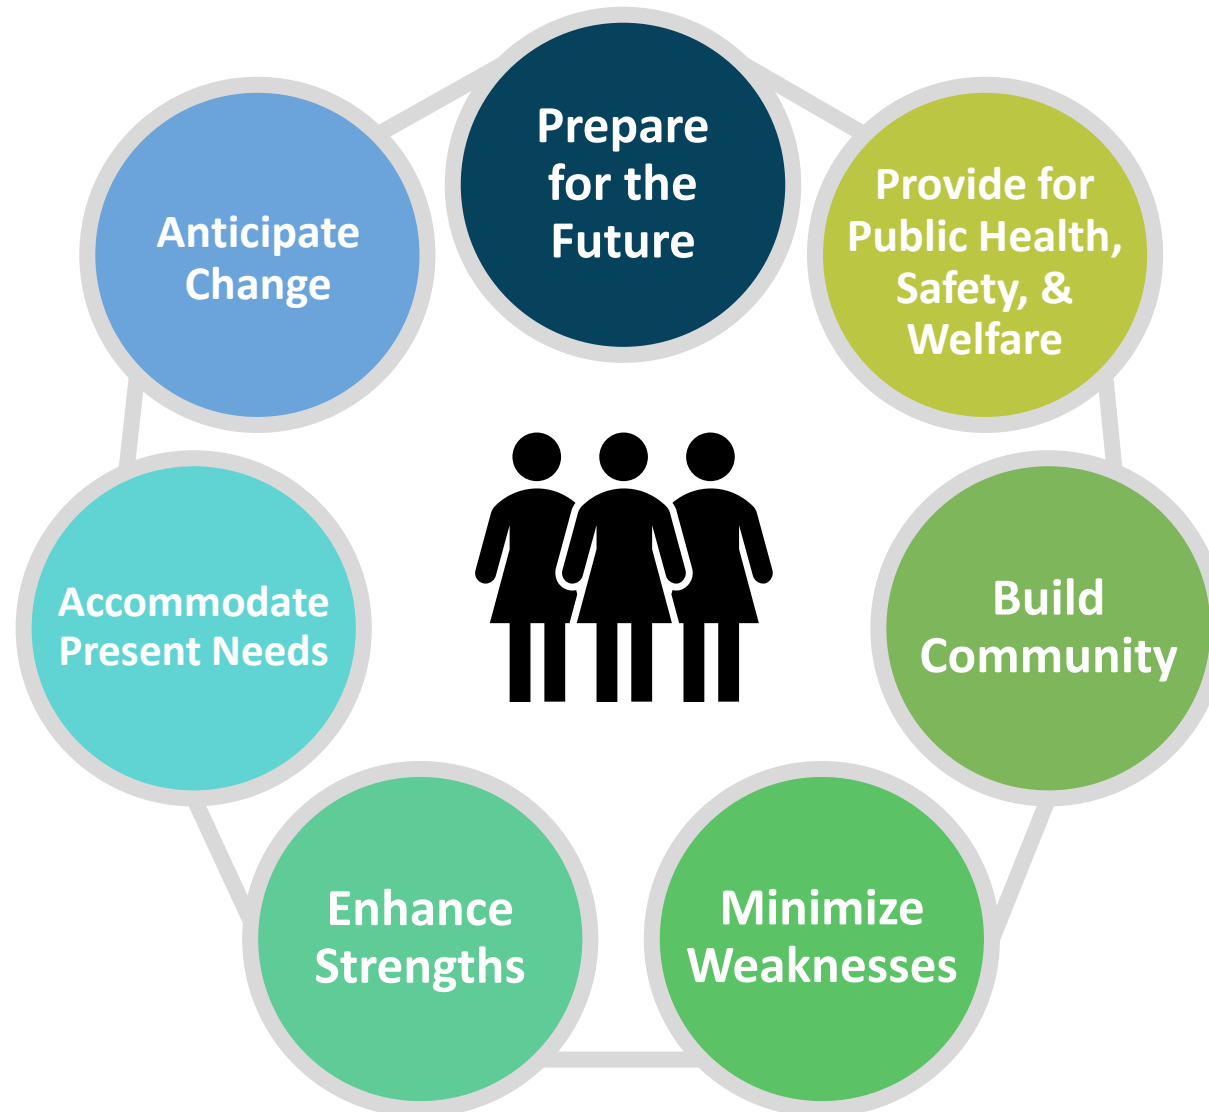 Prepare
for the
Future
Provide for
Public Health,
Safety, &
Welfare
Build
Community
Minimize
Weaknesses
Enhance
Strengths
Accommodate
Present Needs
Anticipate
Change